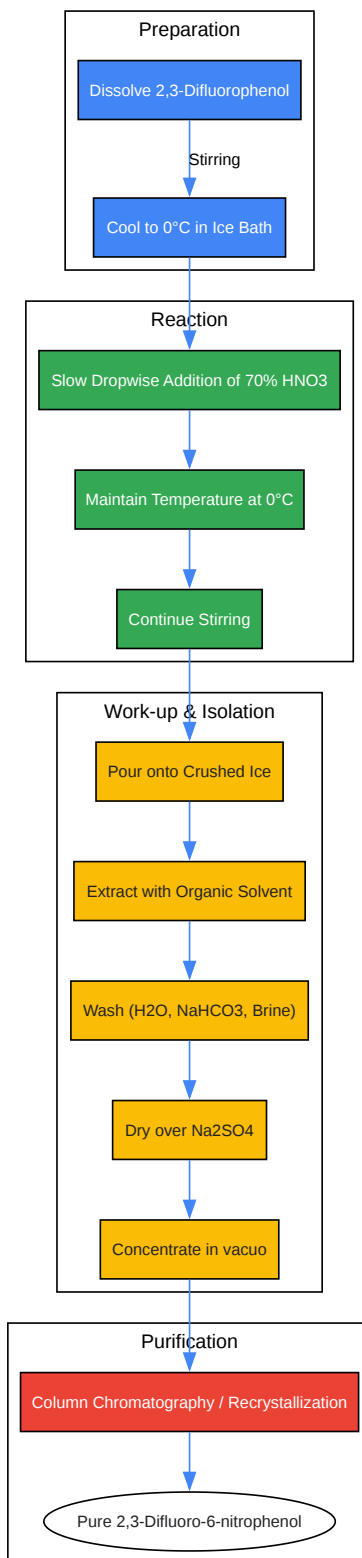 Preparation
Dissolve 2,3-Difluorophenol
Stirring
Cool to 0°C in Ice Bath
Reaction
Slow Dropwise Addition of 70% HNO3
Maintain Temperature at 0°C
Continue Stirring
Work-up & Isolation
Pour onto Crushed Ice
Extract with Organic Solvent
Wash (H2O, NaHCO3, Brine)
Dry over Na2SO4
Concentrate in vacuo
Purification
Column Chromatography / Recrystallization
Pure 2,3-Difluoro-6-nitrophenol